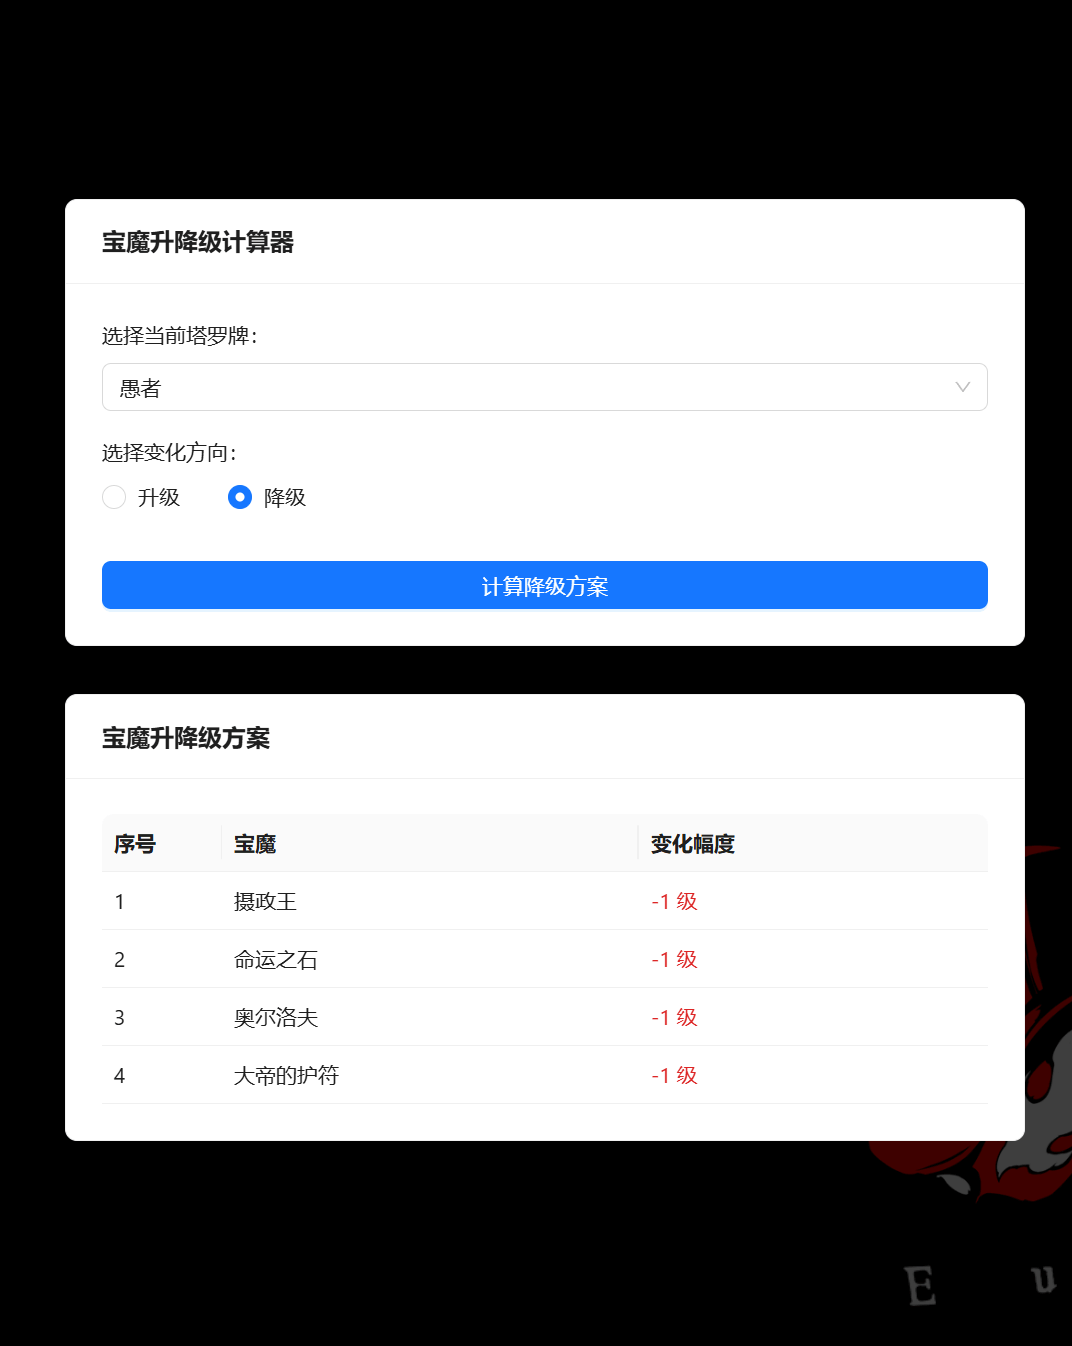 宝魔升降级计算器
选择当前塔罗牌：
愚者
选择变化方向：
升级 降级
计算降级方案
宝魔升降级方案
序号 宝魔 变化幅度
1 摄政王 -1 级
2 命运之石 -1 级
3 奥尔洛夫 -1 级
4 大帝的护符 -1 级
E u